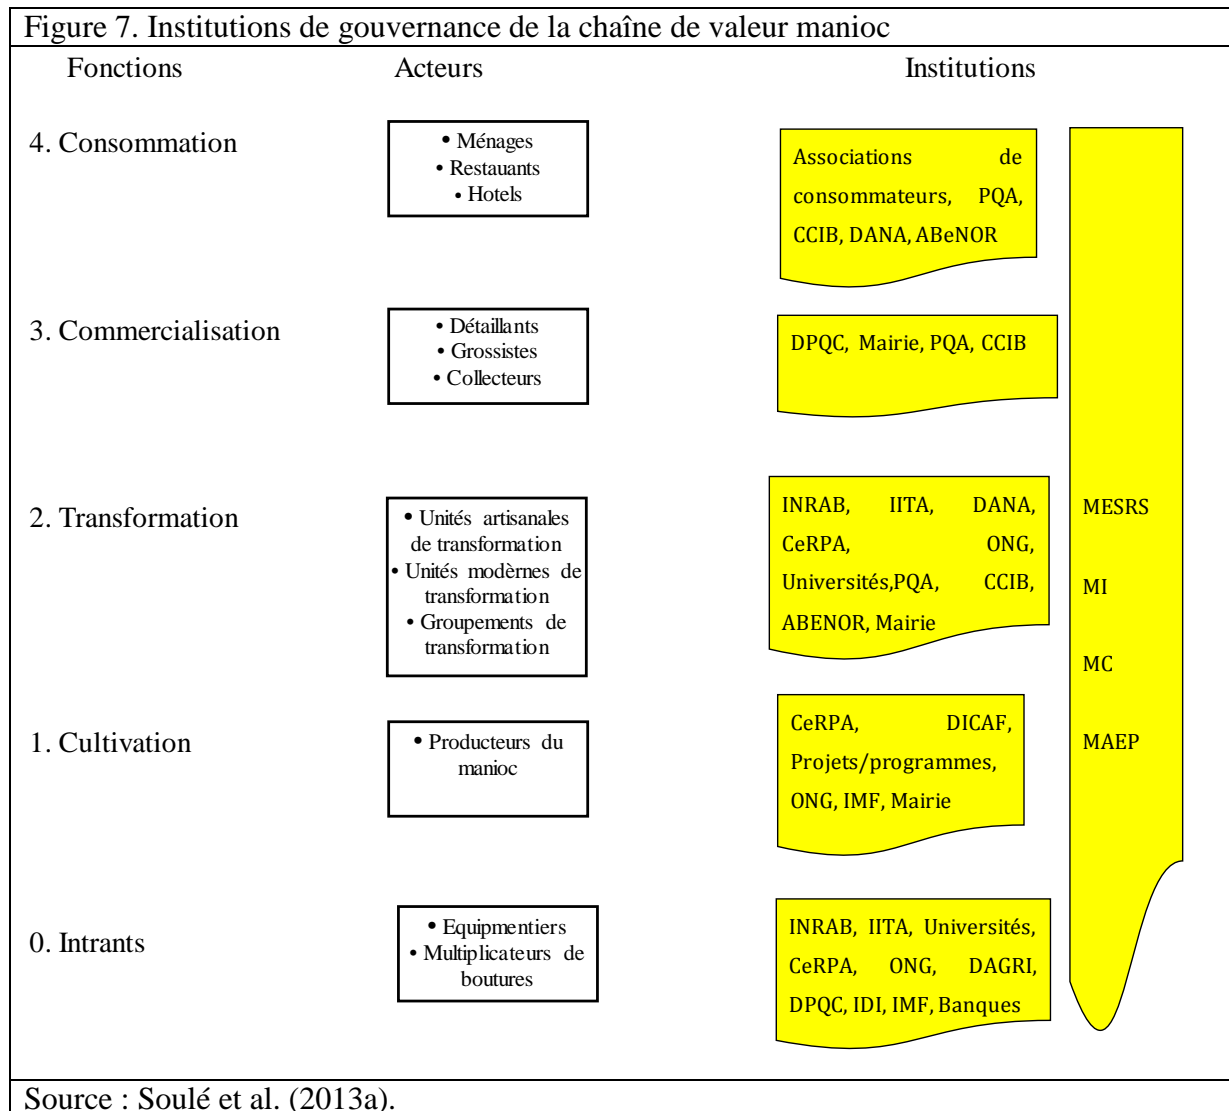 Figure 7. Institutions de gouvernance de la chaîne de valeur manioc
Fonctions
Acteurs
Institutions
4. Consommation
• Ménages
• Restauants
• Hotels
Associations de
consommateurs, PQA,
CCIB, DANA, ABeNOR
3. Commercialisation
• Détaillants
• Grossistes
• Collecteurs
DPQC, Mairie, PQA, CCIB
2. Transformation
• Unités artisanales
de transformation
• Unités modèrnes de
transformation
• Groupements de
transformation
INRAB, IITA, DANA,
CeRPA, ONG,
Universités,PQA, CCIB,
ABENOR, Mairie
1. Cultivation
• Producteurs du
manioc
CeRPA, DICAF,
Projets/programmes,
ONG, IMF, Mairie
0. Intrants
• Equipmentiers
• Multiplicateurs de
boutures
INRAB, IITA, Universités,
CeRPA, ONG, DAGRI,
DPQC, IDI, IMF, Banques
MESRS
MI
MC
MAEP
Source : Soulé et al. (2013a).